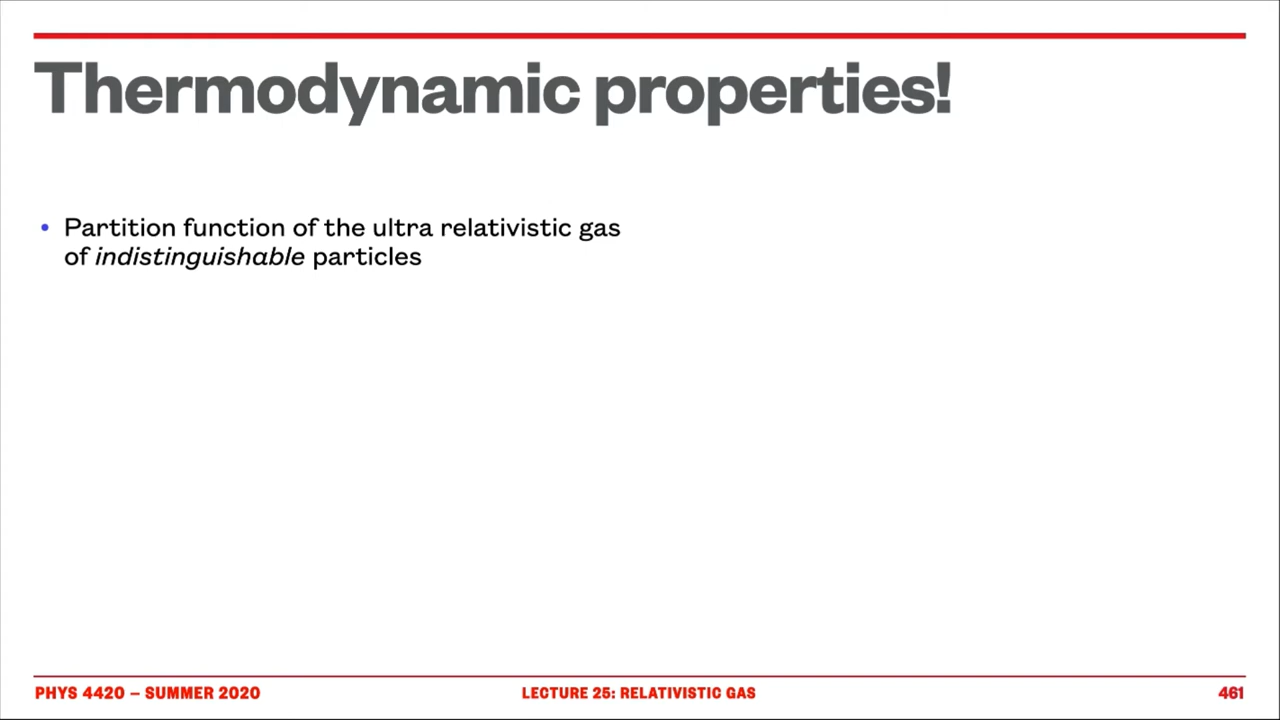 Thermodynamic properties!
• Partition function of the ultra relativistic gas
of indistinguishable particles
PHYS 4420 – SUMMER 2020
LECTURE 25: RELATIVISTIC GAS
461